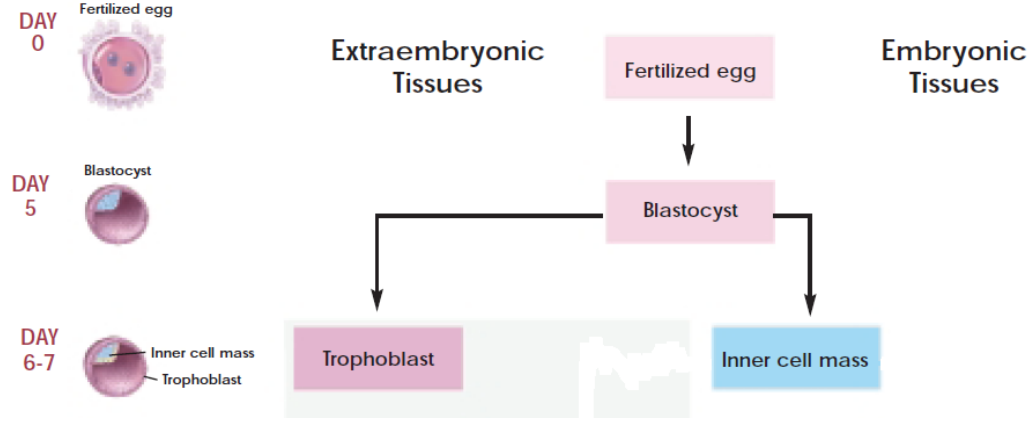 DAY
0
Fertilized egg
Extraembryonic
Tissues
Fertilized egg
Embryonic
Tissues
DAY
5
Blastocyst
Blastocyst
DAY
6-7
Inner cell mass
Trophoblast
Trophoblast
Inner cell mass